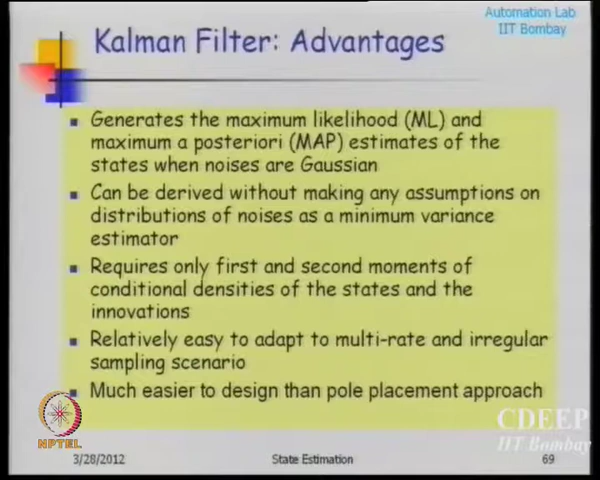 Automation Lab
IIT Bombay
Kalman Filter: Advantages
Generates the maximum likelihood (ML) and
maximum a posteriori (MAP) estimates of the
states when noises are Gaussian
Can be derived without making any assumptions on
distributions of noises as a minimum variance
estimator
Requires only first and second moments of
conditional densities of the states and the
innovations
Relatively easy to adapt to multi-rate and irregular
sampling scenario
Much easier to design than pole placement approach
NPTEL
CDEEP
IIT Bombay
3/28/2012
State Estimation
69